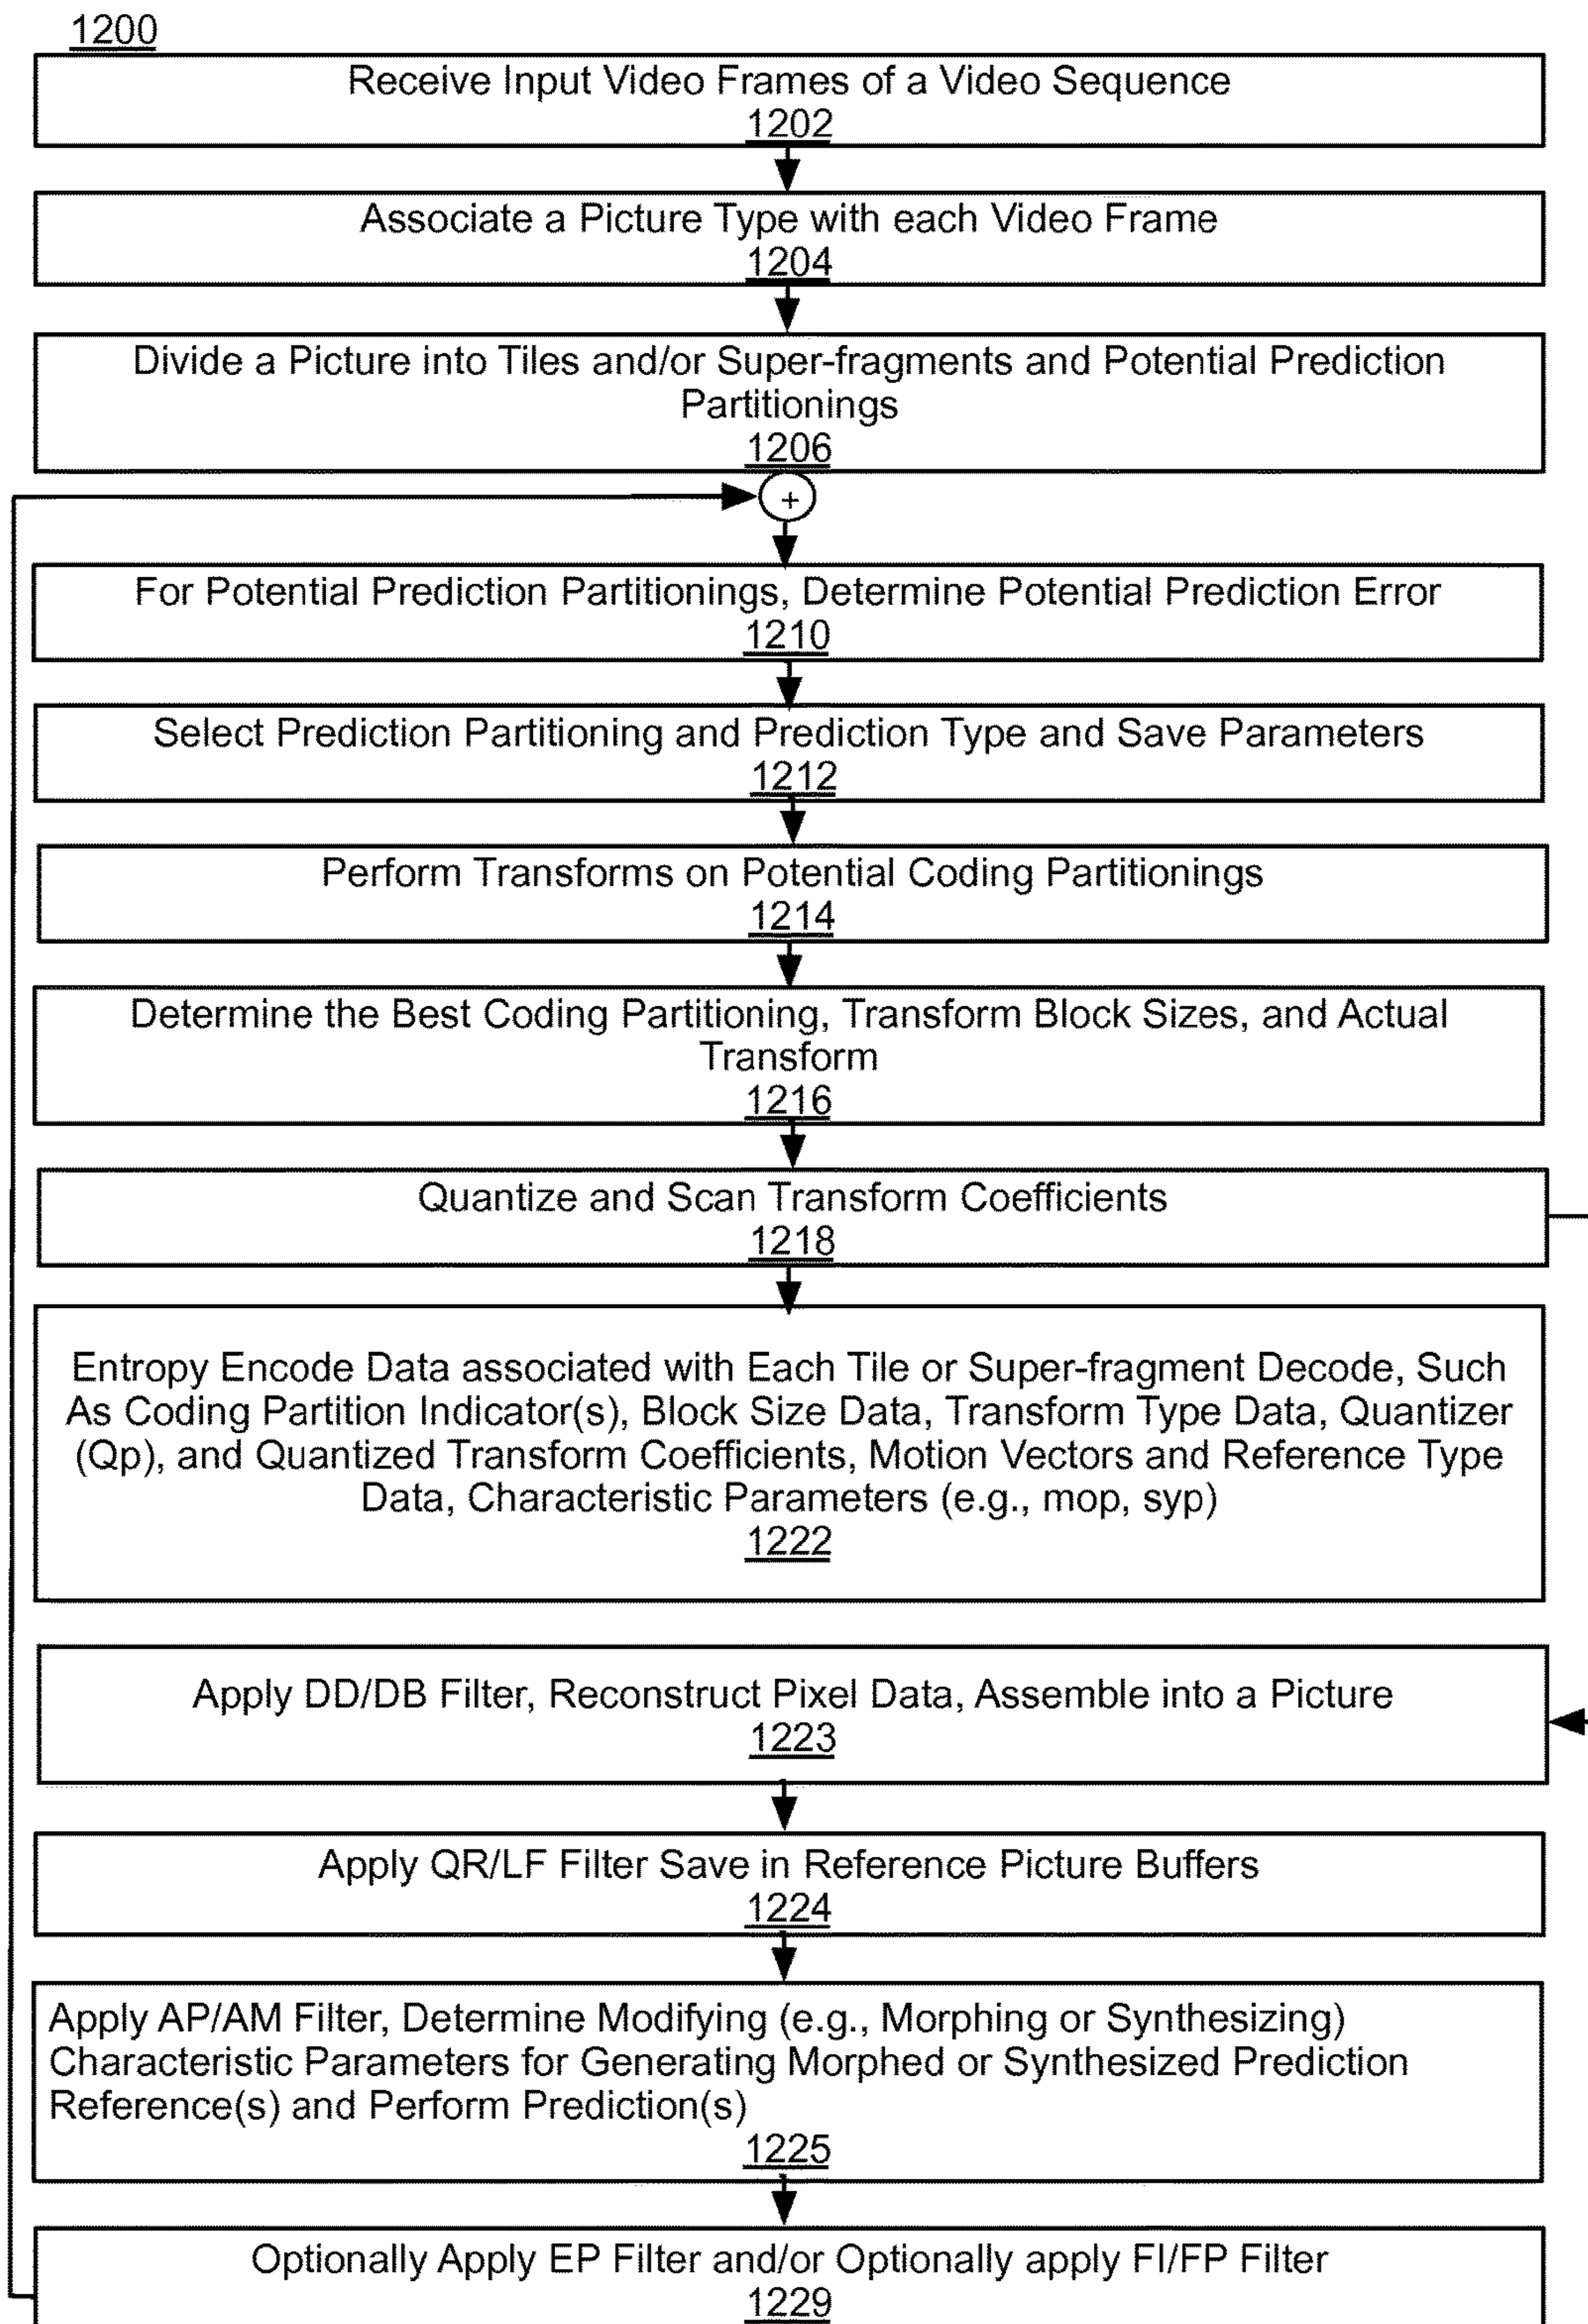 1200
Receive Input Video Frames of a Video Sequence
1202
Associate a Picture Type with each Video Frame
1204
Divide a Picture into Tiles and/or Super-fragments and Potential Prediction
Partitionings
1206
+
For Potential Prediction Partitionings, Determine Potential Prediction Error
1210
Select Prediction Partitioning and Prediction Type and Save Parameters
1212
Perform Transforms on Potential Coding Partitionings
1214
Determine the Best Coding Partitioning, Transform Block Sizes, and Actual
Transform
1216
Quantize and Scan Transform Coefficients
1218
Entropy Encode Data associated with Each Tile or Super-fragment Decode, Such
As Coding Partition Indicator(s), Block Size Data, Transform Type Data, Quantizer
(Qp), and Quantized Transform Coefficients, Motion Vectors and Reference Type
Data, Characteristic Parameters (e.g., mop, syp)
1222
Apply DD/DB Filter, Reconstruct Pixel Data, Assemble into a Picture
1223
Apply QR/LF Filter Save in Reference Picture Buffers
1224
Apply AP/AM Filter, Determine Modifying (e.g., Morphing or Synthesizing)
Characteristic Parameters for Generating Morphed or Synthesized Prediction
Reference(s) and Perform Prediction(s)
1225
Optionally Apply EP Filter and/or Optionally apply FI/FP Filter
1229